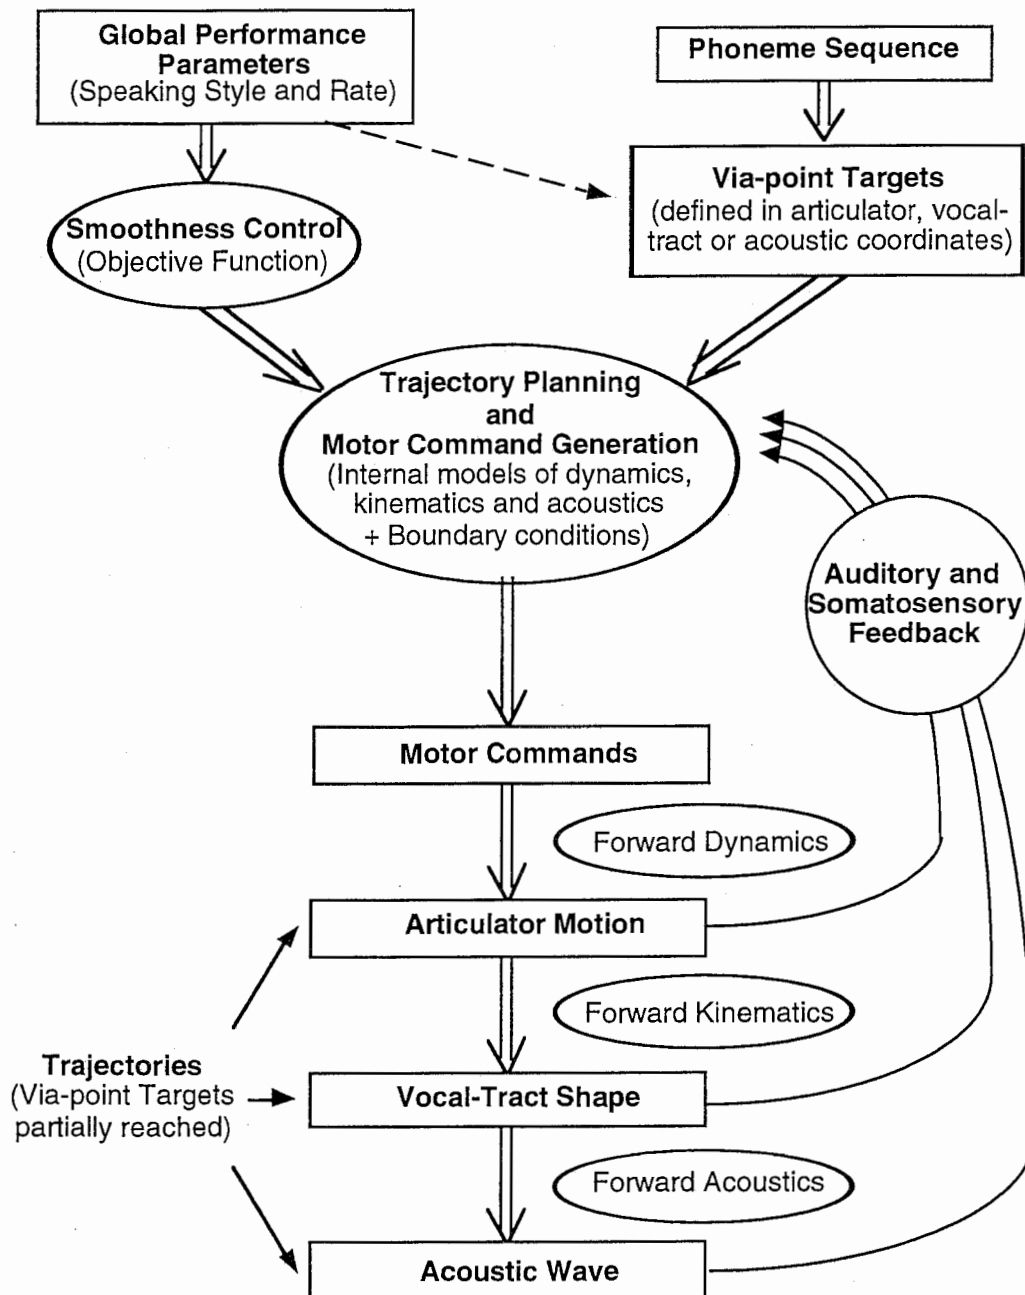 Global Performance
Parameters
(Speaking Style and Rate)
Phoneme Sequence
Via-point Targets
(defined in articulator, vocal-
tract or acoustic coordinates)
Smoothness Control
(Objective Function)
Trajectory Planning
and
Motor Command Generation
(Internal models of dynamics,
kinematics and acoustics
+ Boundary conditions)
Auditory and
Somatosensory
Feedback
Motor Commands
Forward Dynamics
Articulator Motion
Forward Kinematics
Trajectories
(Via-point Targets
partially reached)
Vocal-Tract Shape
Forward Acoustics
Acoustic Wave